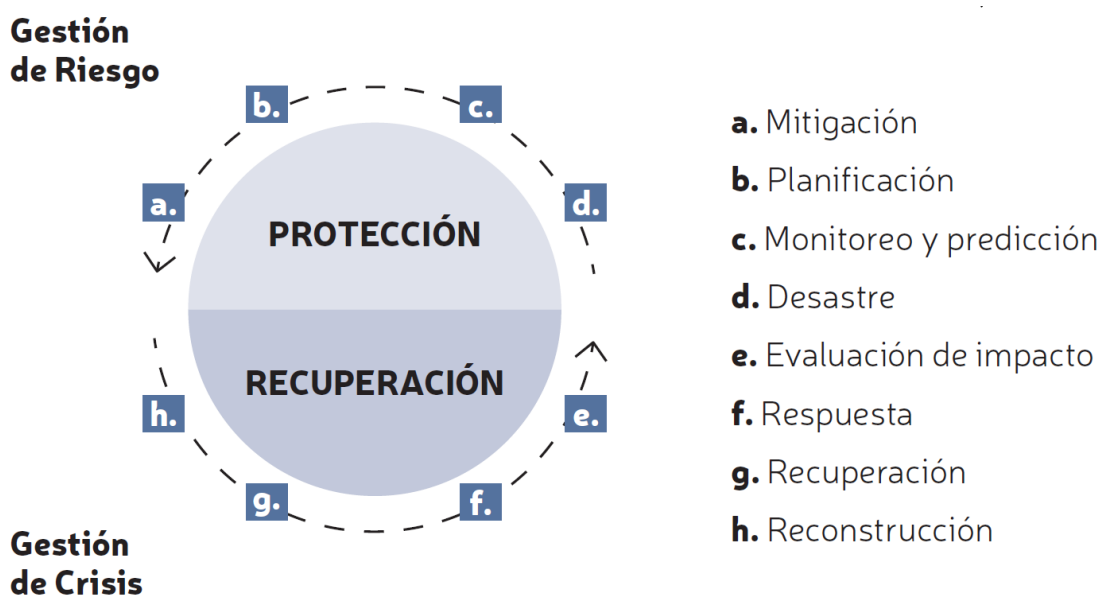 Gestión
de Riesgo
b.
c.
a.
d.
PROTECCIÓN
RECUPERACIÓN
h.
e.
g.
f.
Gestión
de Crisis
a. Mitigación
b. Planificación
c. Monitoreo y predicción
d. Desastre
e. Evaluación de impacto
f. Respuesta
g. Recuperación
h. Reconstrucción